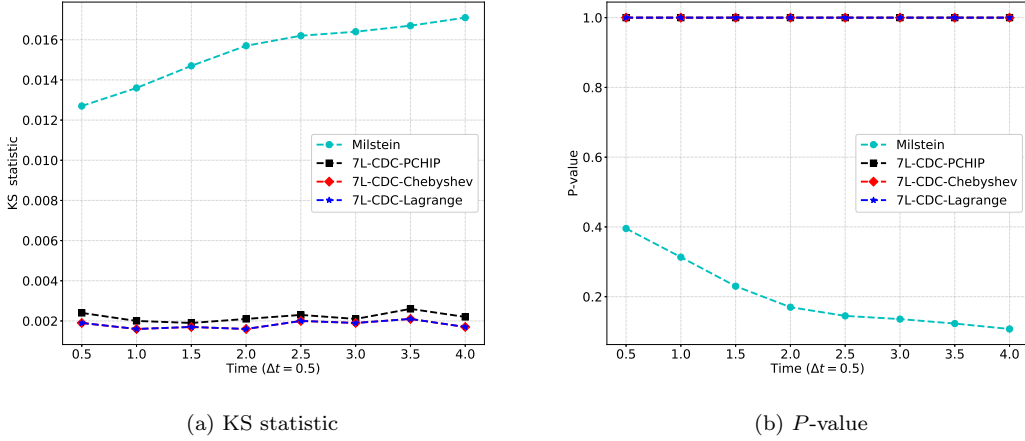 KS statistic
0.016
0.014
0.012
0.010
0.008
0.006
0.004
0.002
0.5 1.0 1.5 2.0 2.5 3.0 3.5 4.0
Time (Δt = 0.5)
Milstein
7L-CDC-PCHIP
7L-CDC-Chebyshev
7L-CDC-Lagrange
(a) KS statistic
P-value
1.0
0.8
0.6
0.4
0.2
0.5 1.0 1.5 2.0 2.5 3.0 3.5 4.0
Time (Δt = 0.5)
Milstein
7L-CDC-PCHIP
7L-CDC-Chebyshev
7L-CDC-Lagrange
(b) P-value